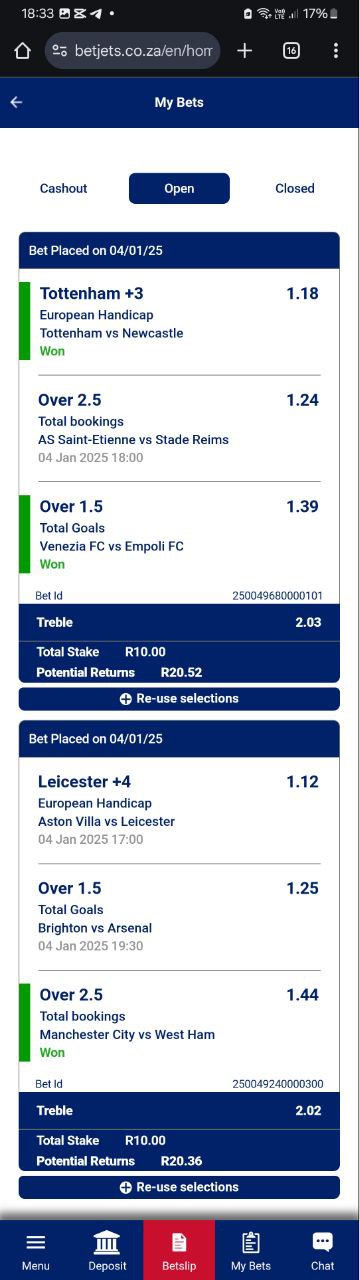 18:33
17%
betjets.co.za/en/hom
16
My Bets
Cashout
Open
Closed
Bet Placed on 04/01/25
Tottenham +3 1.18
European Handicap
Tottenham vs Newcastle
Won
Over 2.5 1.24
Total bookings
AS Saint-Etienne vs Stade Reims
04 Jan 2025 18:00
Over 1.5 1.39
Total Goals
Venezia FC vs Empoli FC
Won
Bet Id 250049680000101
Treble 2.03
Total Stake R10.00
Potential Returns R20.52
Re-use selections
Bet Placed on 04/01/25
Leicester +4 1.12
European Handicap
Aston Villa vs Leicester
04 Jan 2025 17:00
Over 1.5 1.25
Total Goals
Brighton vs Arsenal
04 Jan 2025 19:30
Over 2.5 1.44
Total bookings
Manchester City vs West Ham
Won
Bet Id 250049240000300
Treble 2.02
Total Stake R10.00
Potential Returns R20.36
Re-use selections
Menu
Deposit
Betslip
My Bets
Chat